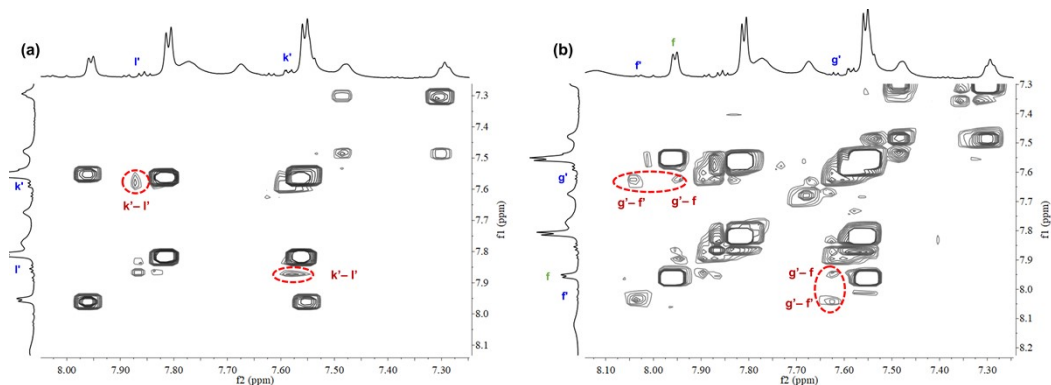 (a)
l'
k'
k'
l'
k'– l'
k'– l'
7.3
7.4
7.5
7.6
7.7
7.8
7.9
8.0
8.1
f1 (ppm)
8.00
7.90
7.80
7.70
7.60
7.50
7.40
7.30
f2 (ppm)
(b)
f'
f
g'
g'
f
f'
g'– f'
g'– f
g'– f
g'– f'
7.3
7.4
7.5
7.6
7.7
7.8
7.9
8.0
8.1
8.2
f1 (ppm)
8.10
8.00
7.90
7.80
7.70
7.60
7.50
7.40
7.30
f2 (ppm)